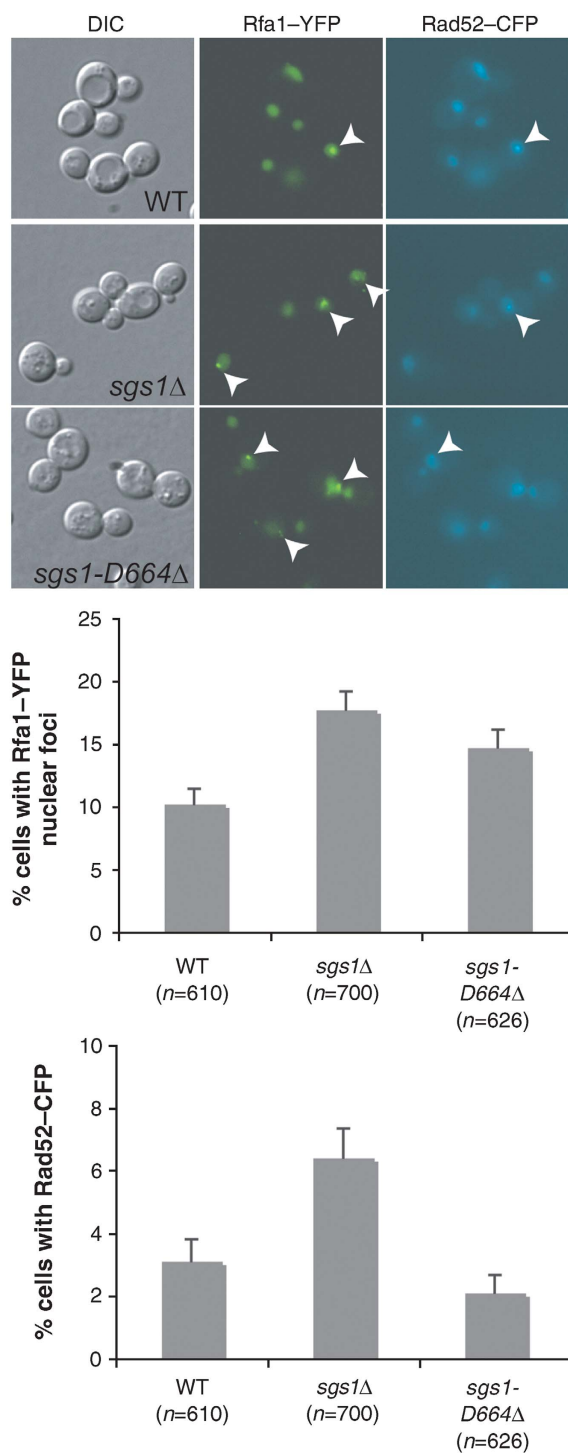 DIC Rfa1–YFP Rad52–CFP
WT
sgs1Δ
sgs1-D664Δ
% cells with Rfa1–YFP
nuclear foci
25
20
15
10
5
0
WT
(n=610)
sgs1Δ
(n=700)
sgs1-
D664Δ
(n=626)
% cells with Rad52–CFP
10
8
6
4
2
0
WT
(n=610)
sgs1Δ
(n=700)
sgs1-
D664Δ
(n=626)